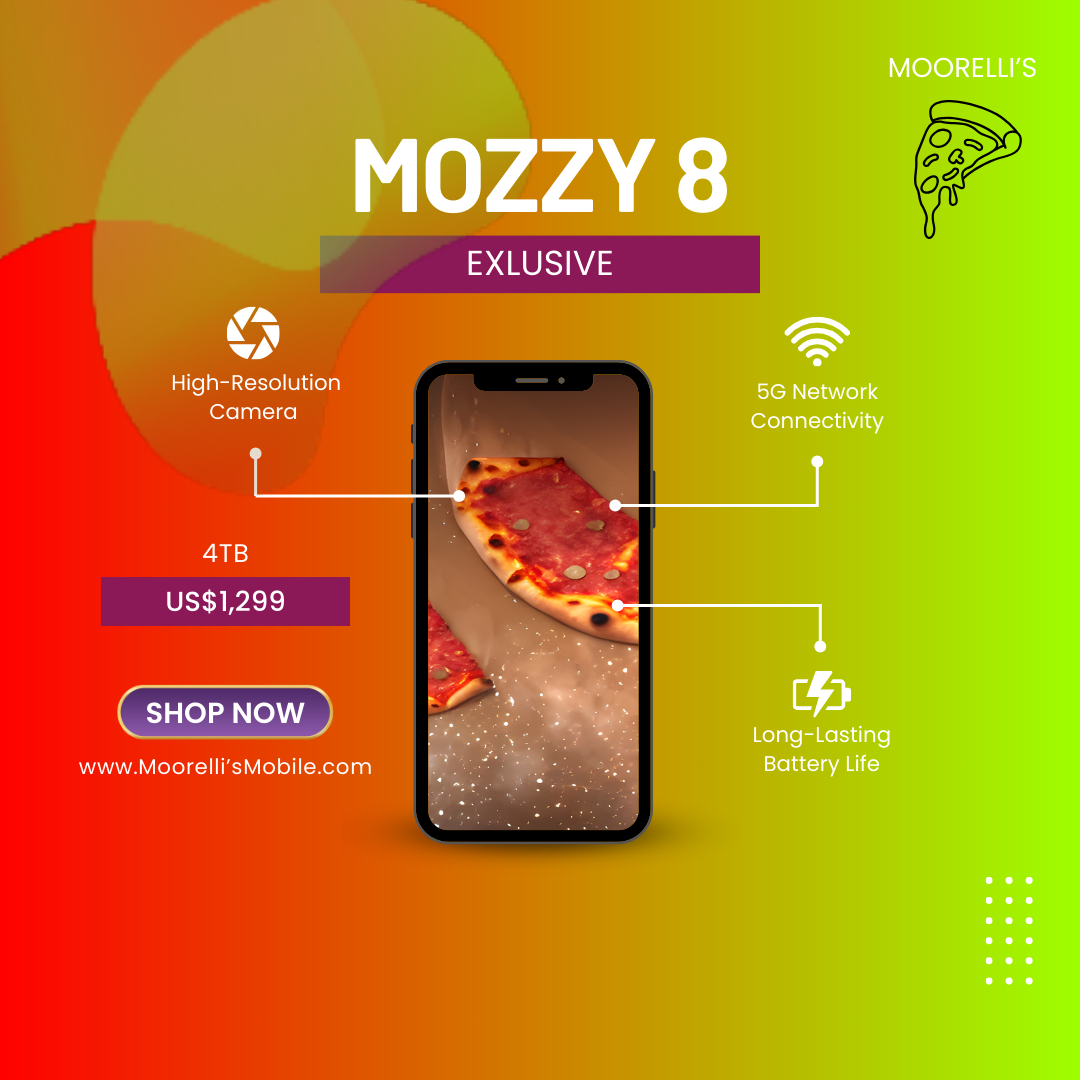 MOORELLI’S
MOZZY 8
EXLUSIVE
High-Resolution
Camera
5G Network
Connectivity
4TB
US$1,299
SHOP NOW
www.Moorelli’sMobile.com
Long-Lasting
Battery Life